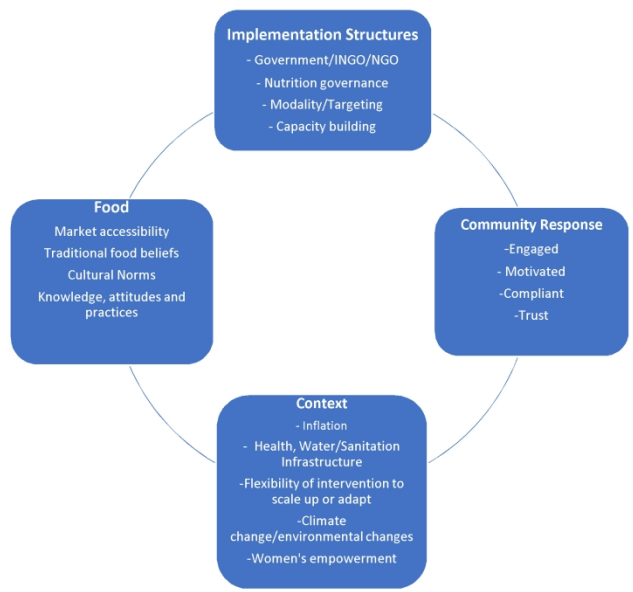 Implementation Structures
- Government/INGO/NGO
- Nutrition governance
- Modality/Targeting
- Capacity building
Food
Market accessibility
Traditional food beliefs
Cultural Norms
Knowledge, attitudes and
practices
Community Response
-Engaged
- Motivated
-Compliant
-Trust
Context
- Inflation
- Health, Water/Sanitation
Infrastructure
-Flexibility of intervention to
scale up or adapt
-Climate
change/environmental changes
-Women's empowerment